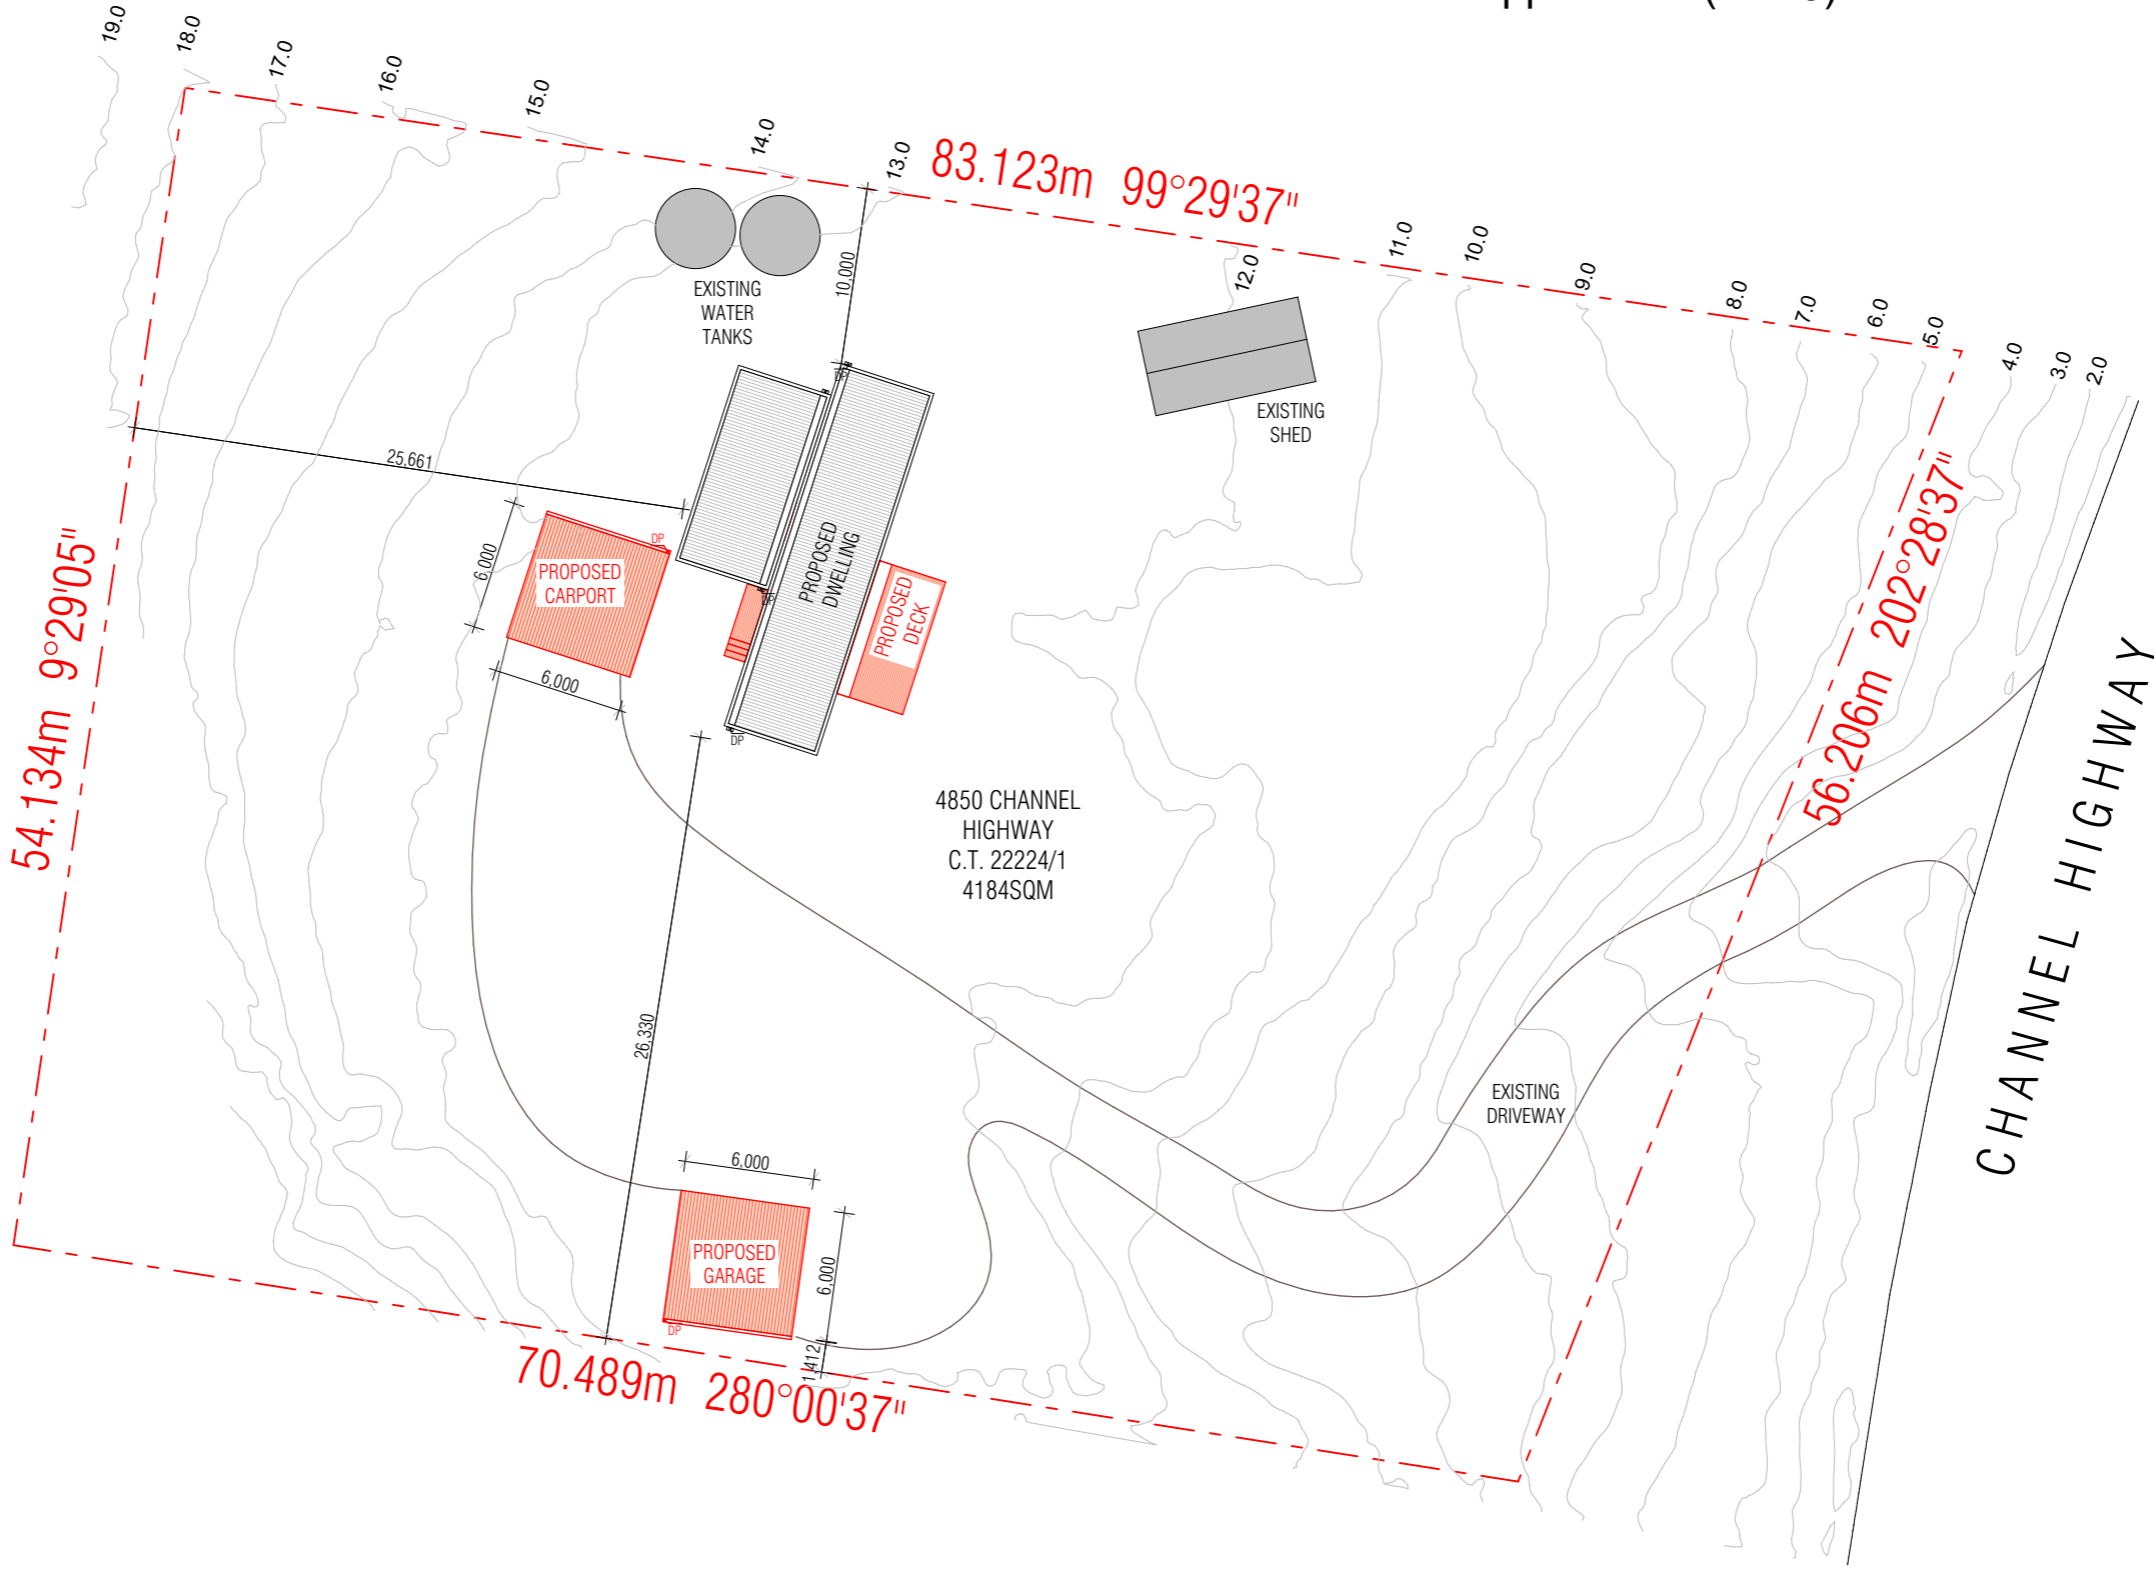 19.0
18.0
17.0
16.0
15.0
14.0
13.0
83.123m 99°29'37"
12.0
11.0
10.0
9.0
8.0
7.0
6.0
5.0
4.0
3.0
2.0
EXISTING
WATER
TANKS
10,000
EXISTING
SHED
DP
25,661
6,000
DP
PROPOSED
CARPORT
6,000
PROPOSED
DWELLING
DP
PROPOSED
DECK
DP
54.134m 9°29'05"
56.206m 202°28'37"
4850 CHANNEL
HIGHWAY
C.T. 22224/1
4184SQM
CHANNEL HIGHWAY
26,330
EXISTING
DRIVEWAY
6,000
PROPOSED
GARAGE
6,000
DP
1,412
70.489m 280°00'37"